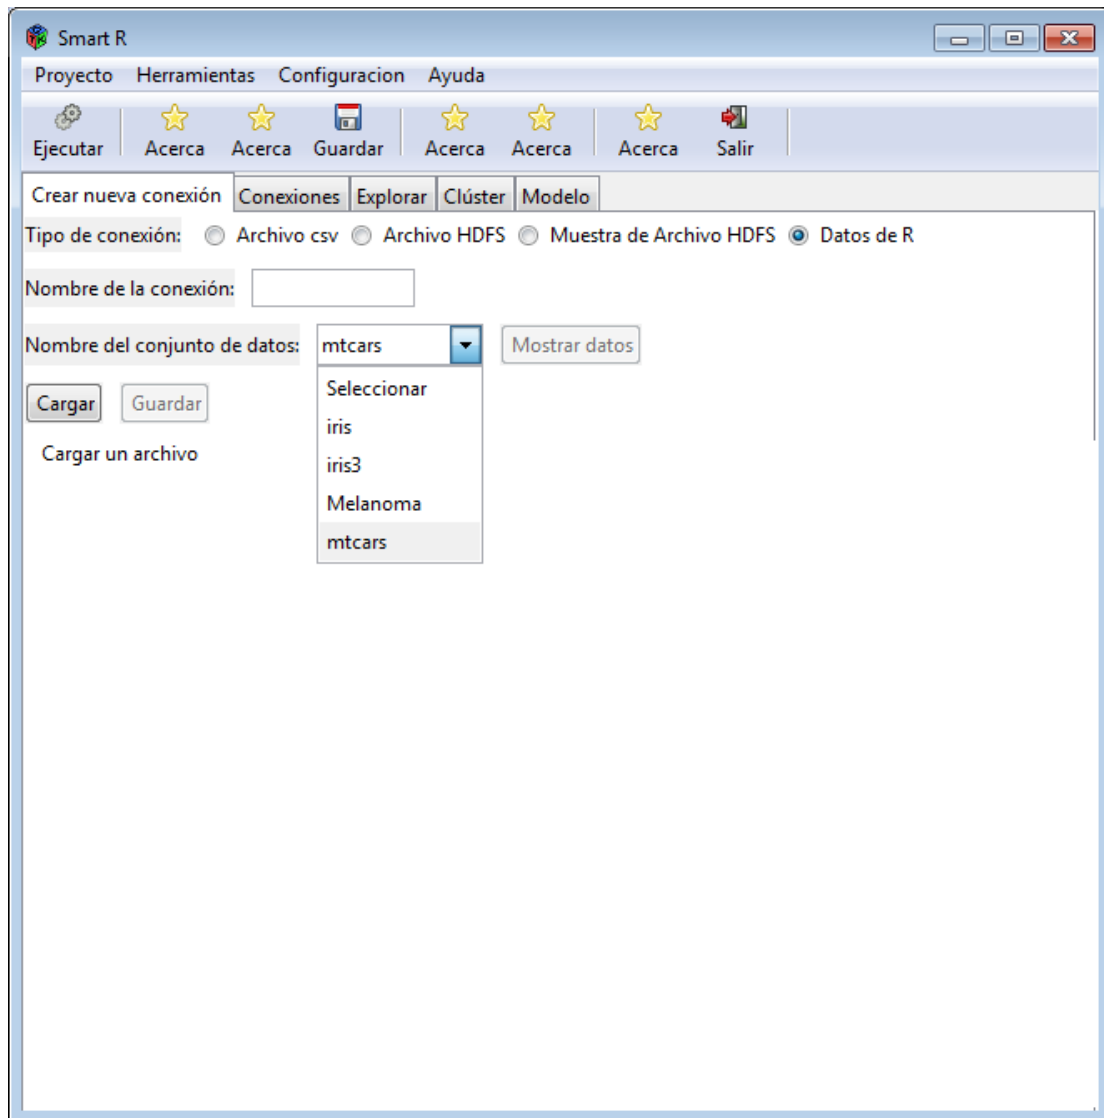 Smart R
Proyecto Herramientas Configuracion Ayuda
Ejecutar Acerca Acerca Guardar Acerca Acerca Acerca Salir
Crear nueva conexión Conexiones Explorar Clúster Modelo
Tipo de conexión: Archivo csv Archivo HDFS Muestra de Archivo HDFS Datos de R
Nombre de la conexión:
Nombre del conjunto de datos: mtcars Mostrar datos
Seleccionar
Cargar Guardar
iris
Cargar un archivo
iris3
Melanoma
mtcars